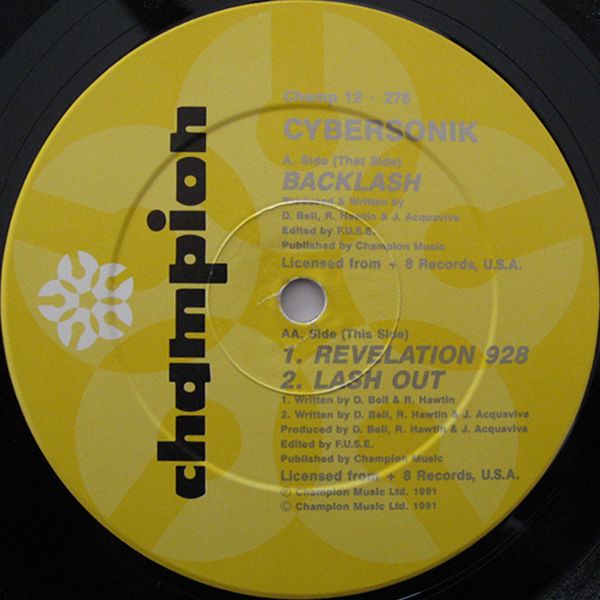 champion
Champ 12 · 278
CYBERSONIK
A. Side (That Side)
BACKLASH
Produced & Written by
D. Bell, R. Hawtin & J. Acquaviva
Edited by F.U.S.E.
Published by Champion Music
Licensed from + 8 Records, U.S.A.
AA. Side (This Side)
1. REVELATION 928
2. LASH OUT
1. Written by D. Bell & R. Hawtin
2. Written by D. Bell, R. Hawtin & J. Acquaviva
Produced by D. Bell, R. Hawtin & J. Acquaviva
Edited by F.U.S.E.
Published by Champion Music
Licensed from + 8 Records, U.S.A.
℗ Champion Music Ltd. 1991
© Champion Music Ltd. 1991